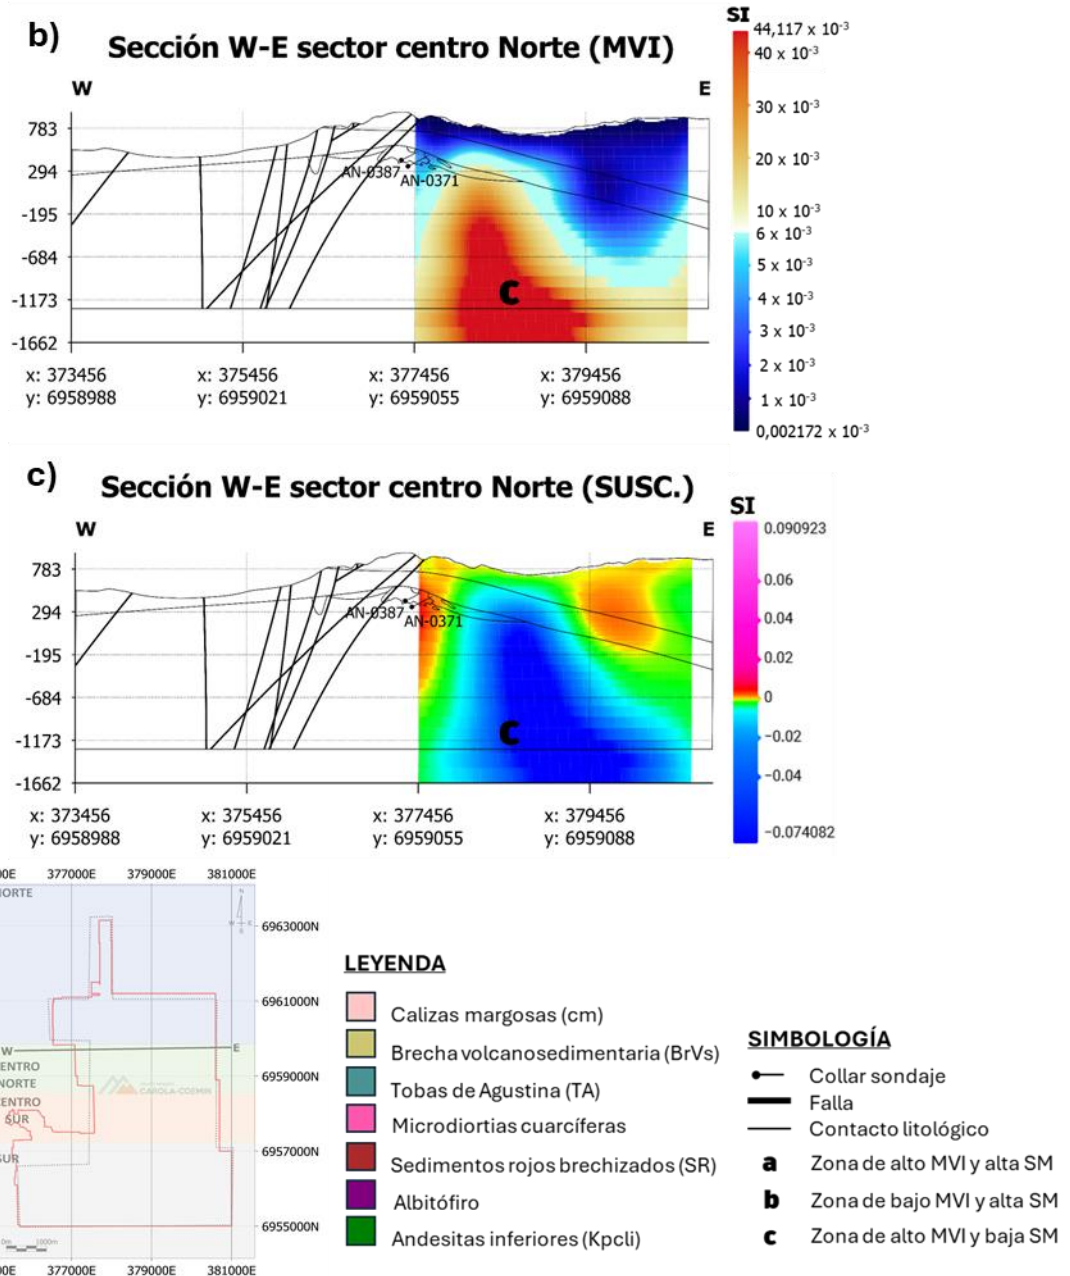 b)
Sección W-E sector centro Norte (MVI)
W
E
783
294
-195
-684
-1173
-1662
AN-0387
AN-0371
c
x: 373456
y: 6958988
x: 375456
y: 6959021
x: 377456
y: 6959055
x: 379456
y: 6959088
SI
44,117 x 10⁻³
40 x 10⁻³
30 x 10⁻³
20 x 10⁻³
10 x 10⁻³
6 x 10⁻³
5 x 10⁻³
4 x 10⁻³
3 x 10⁻³
2 x 10⁻³
1 x 10⁻³
0,002172 x 10⁻³
c)
Sección W-E sector centro Norte (SUSC.)
W
E
783
294
-195
-684
-1173
-1662
AN-0387
AN-0371
c
x: 373456
y: 6958988
x: 375456
y: 6959021
x: 377456
y: 6959055
x: 379456
y: 6959088
SI
0.090923
0.06
0.04
0.02
0
-0.02
-0.04
-0.074082
00E 377000E 379000E 381000E
NORTE
N
W E
S
6963000N
6961000N
6959000N
6957000N
6955000N
W
E
ENTRO
NORTE
ENTRO
SUR
SUR
CAROLA-COEMIN
0m 1000m
00E 377000E 379000E 381000E
LEYENDA
Calizas margosas (cm)
Brecha volcanosedimentaria (BrVs)
Tobas de Agustina (TA)
Microdiortias cuarcíferas
Sedimentos rojos brechizados (SR)
Albitófiro
Andesitas inferiores (Kpcli)
SIMBOLOGÍA
Collar sondaje
Falla
Contacto litológico
a Zona de alto MVI y alta SM
b Zona de bajo MVI y alta SM
c Zona de alto MVI y baja SM